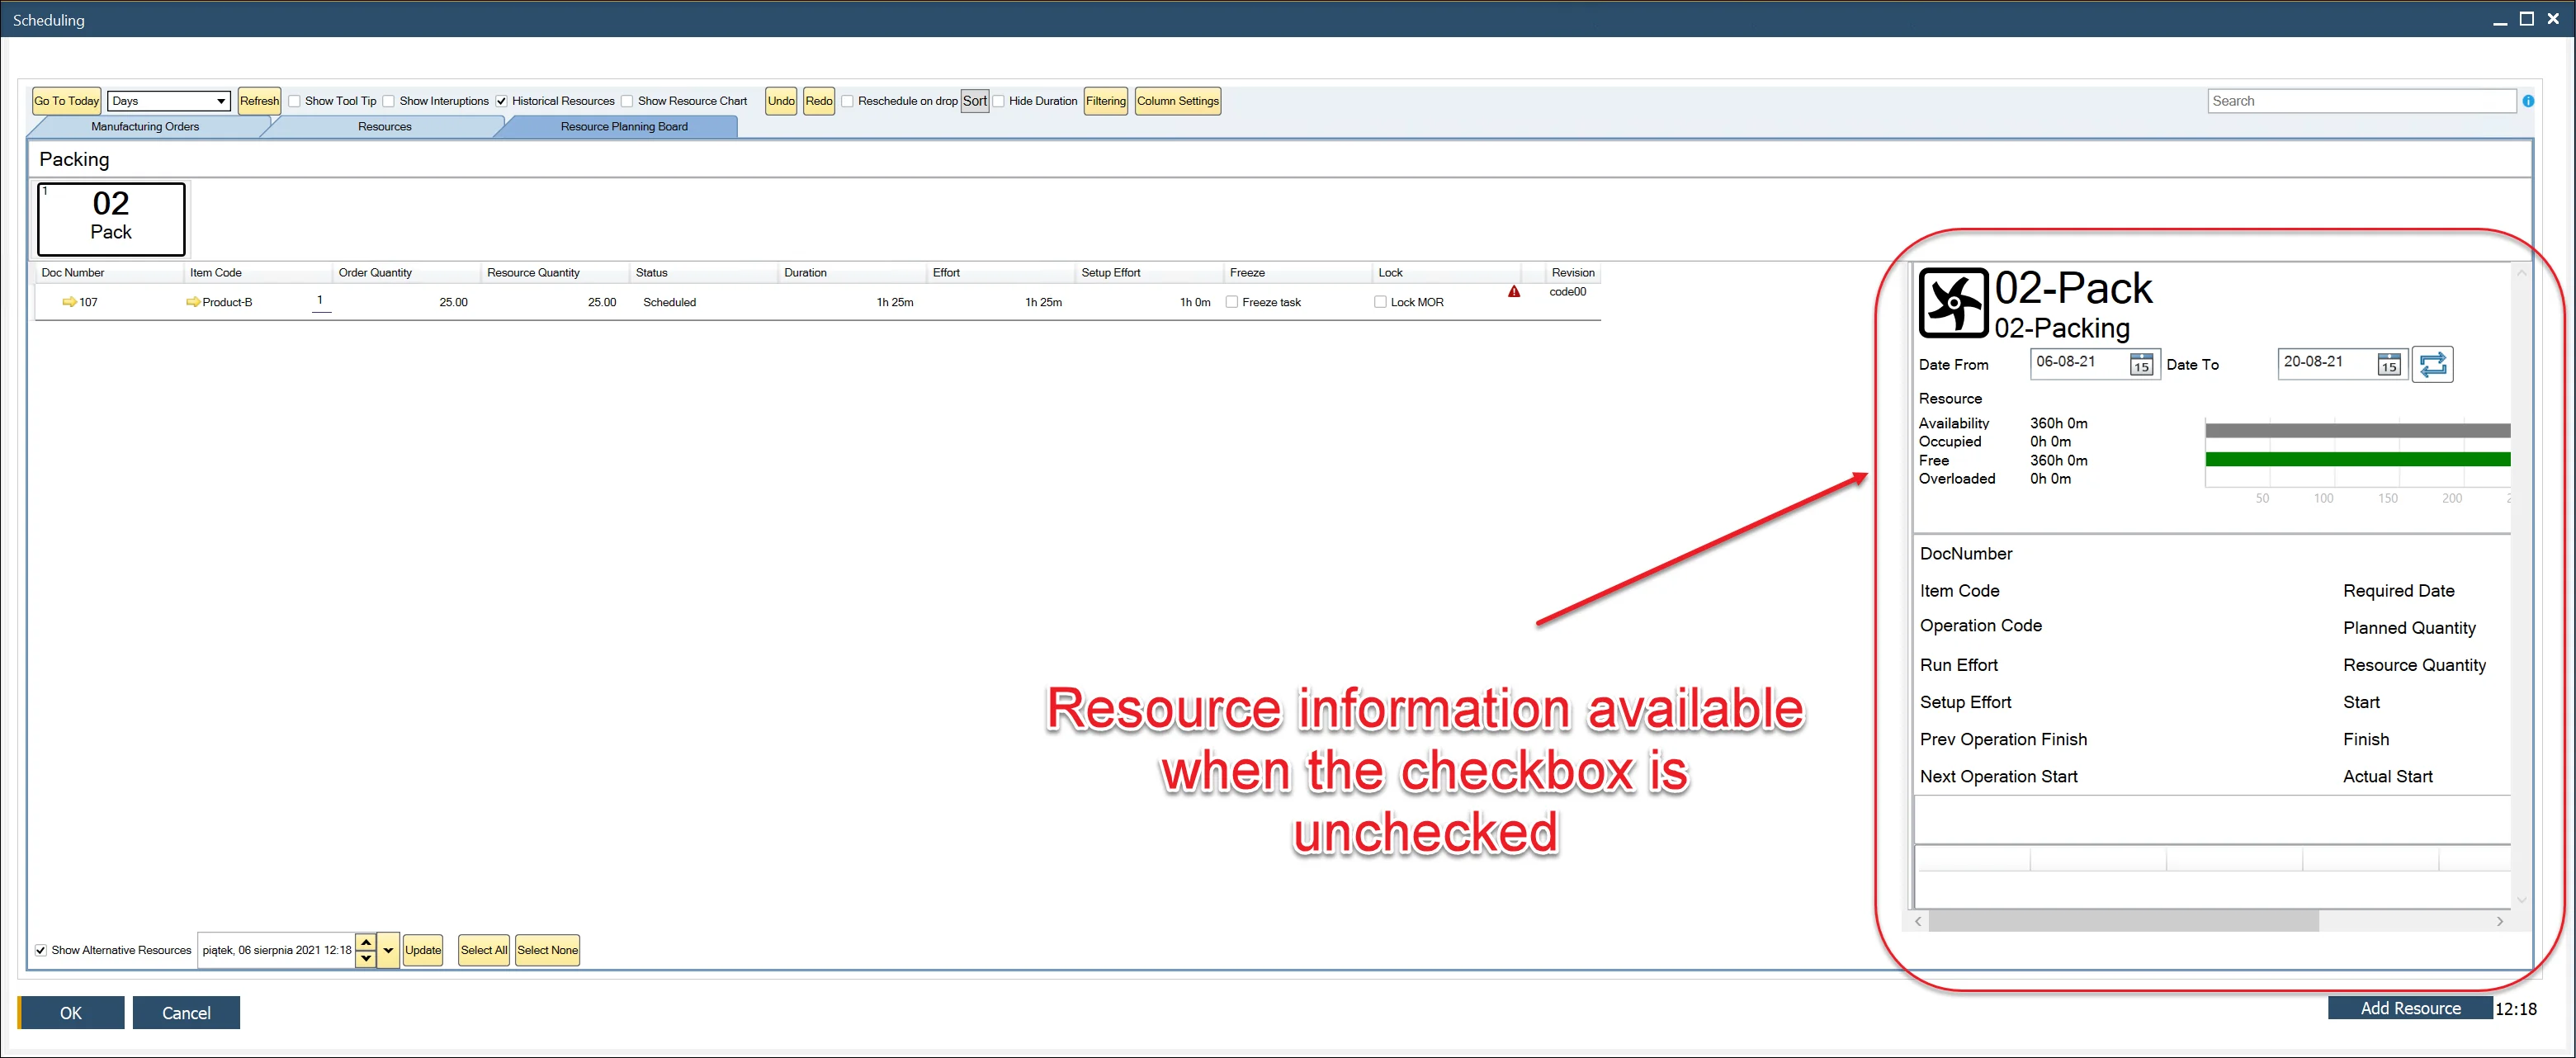 Scheduling
Go To Today Days Refresh Show Tool Tip Show Interuptions Historical Resources Show Resource Chart Undo Redo Reschedule on drop Sort Hide Duration Filtering Column Settings Search
Manufacturing Orders Resources Resource Planning Board
Packing
1
02
Pack
Doc Number Item Code Order Quantity Resource Quantity Status Duration Effort Setup Effort Freeze Lock Revision
107 Product-B 1 25.00 25.00 Scheduled 1h 25m 1h 25m 1h 0m Freeze task Lock MOR code00
02-Pack
02-Packing
Date From 06-08-21 15 Date To 20-08-21 15
Resource
Availability 360h 0m
Occupied 0h 0m
Free 360h 0m
Overloaded 0h 0m
50 100 150 200
DocNumber
Item Code Required Date
Operation Code Planned Quantity
Run Effort Resource Quantity
Setup Effort Start
Prev Operation Finish Finish
Next Operation Start Actual Start
Resource information available
when the checkbox is
unchecked
Show Alternative Resources piątek, 06 sierpnia 2021 12:18 Update Select All Select None
OK Cancel Add Resource 12:18